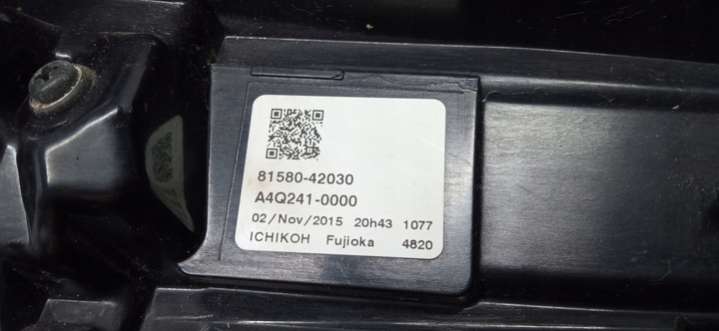 81580-42030
A4Q241-0000
02/Nov/2015 20h43 1077
ICHIKOH Fujioka 4820